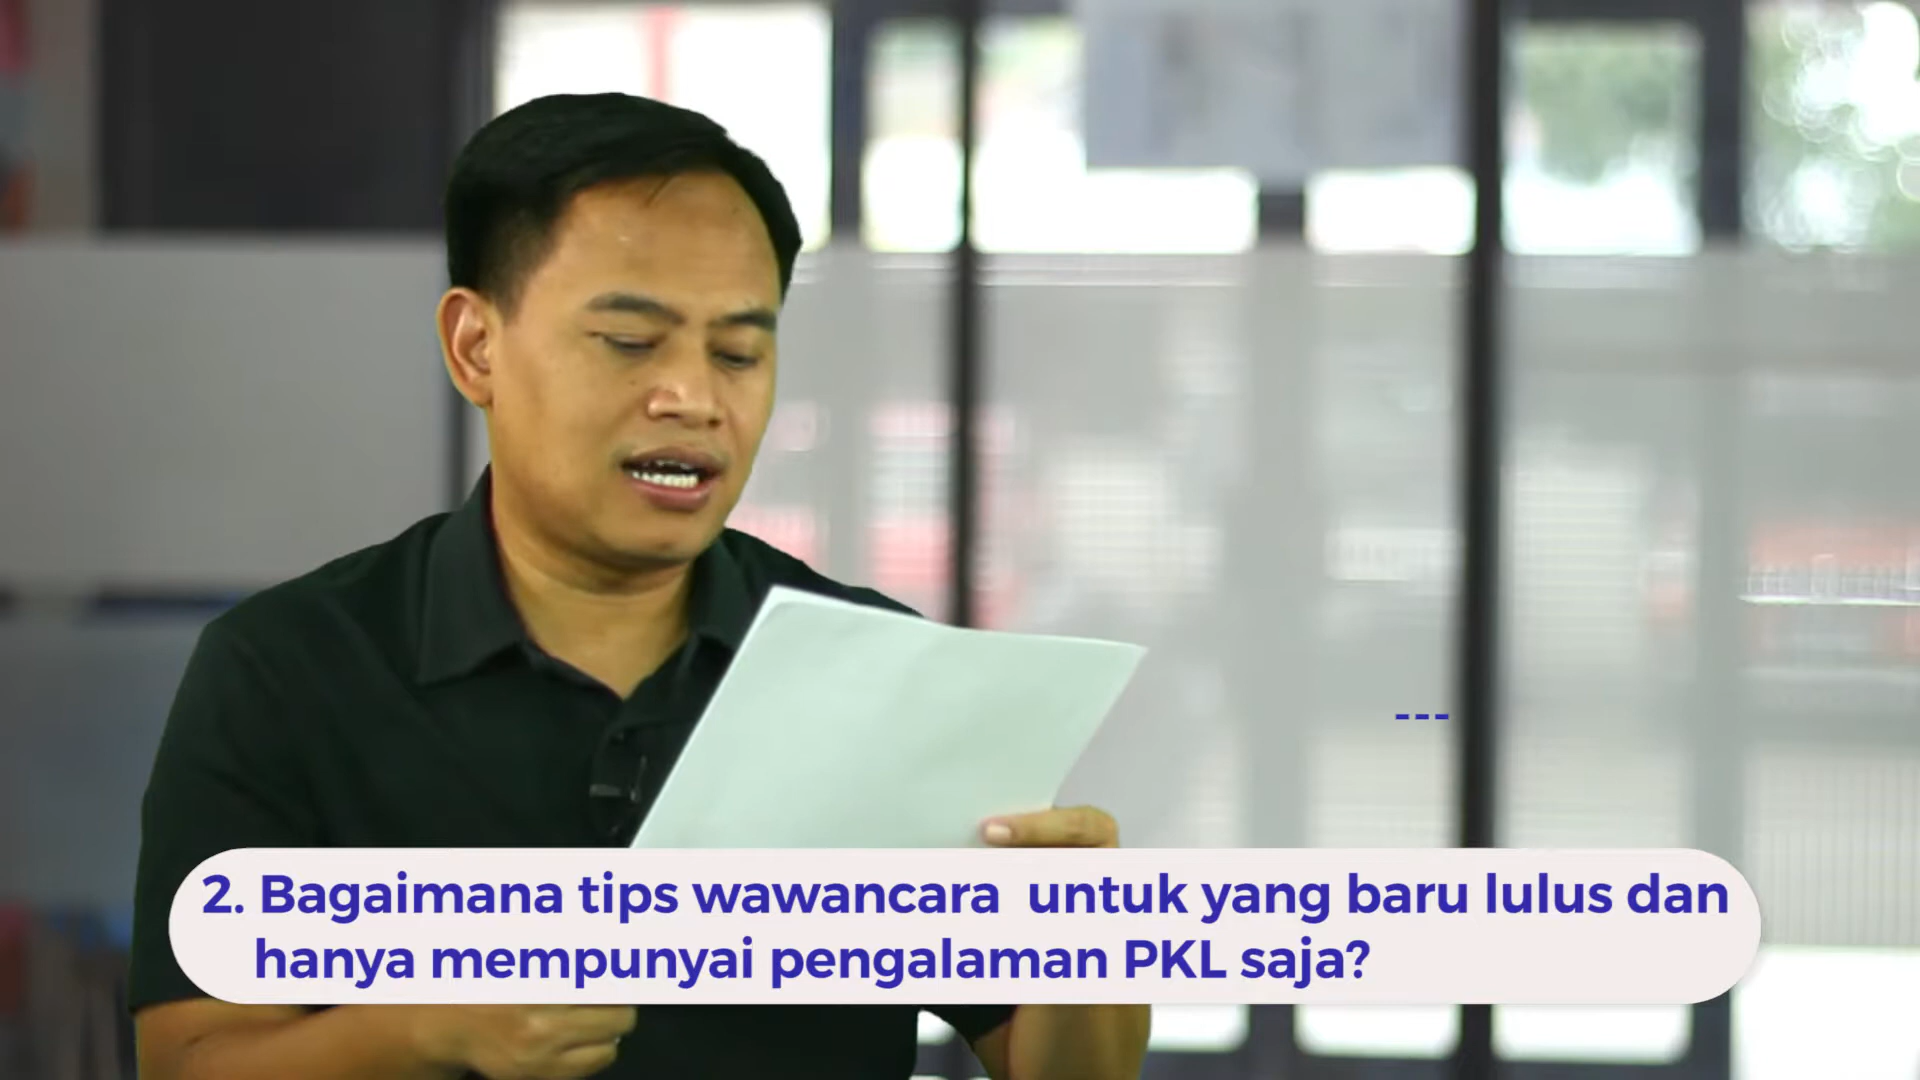 ---
2. Bagaimana tips wawancara  untuk yang baru lulus dan
hanya mempunyai pengalaman PKL saja?